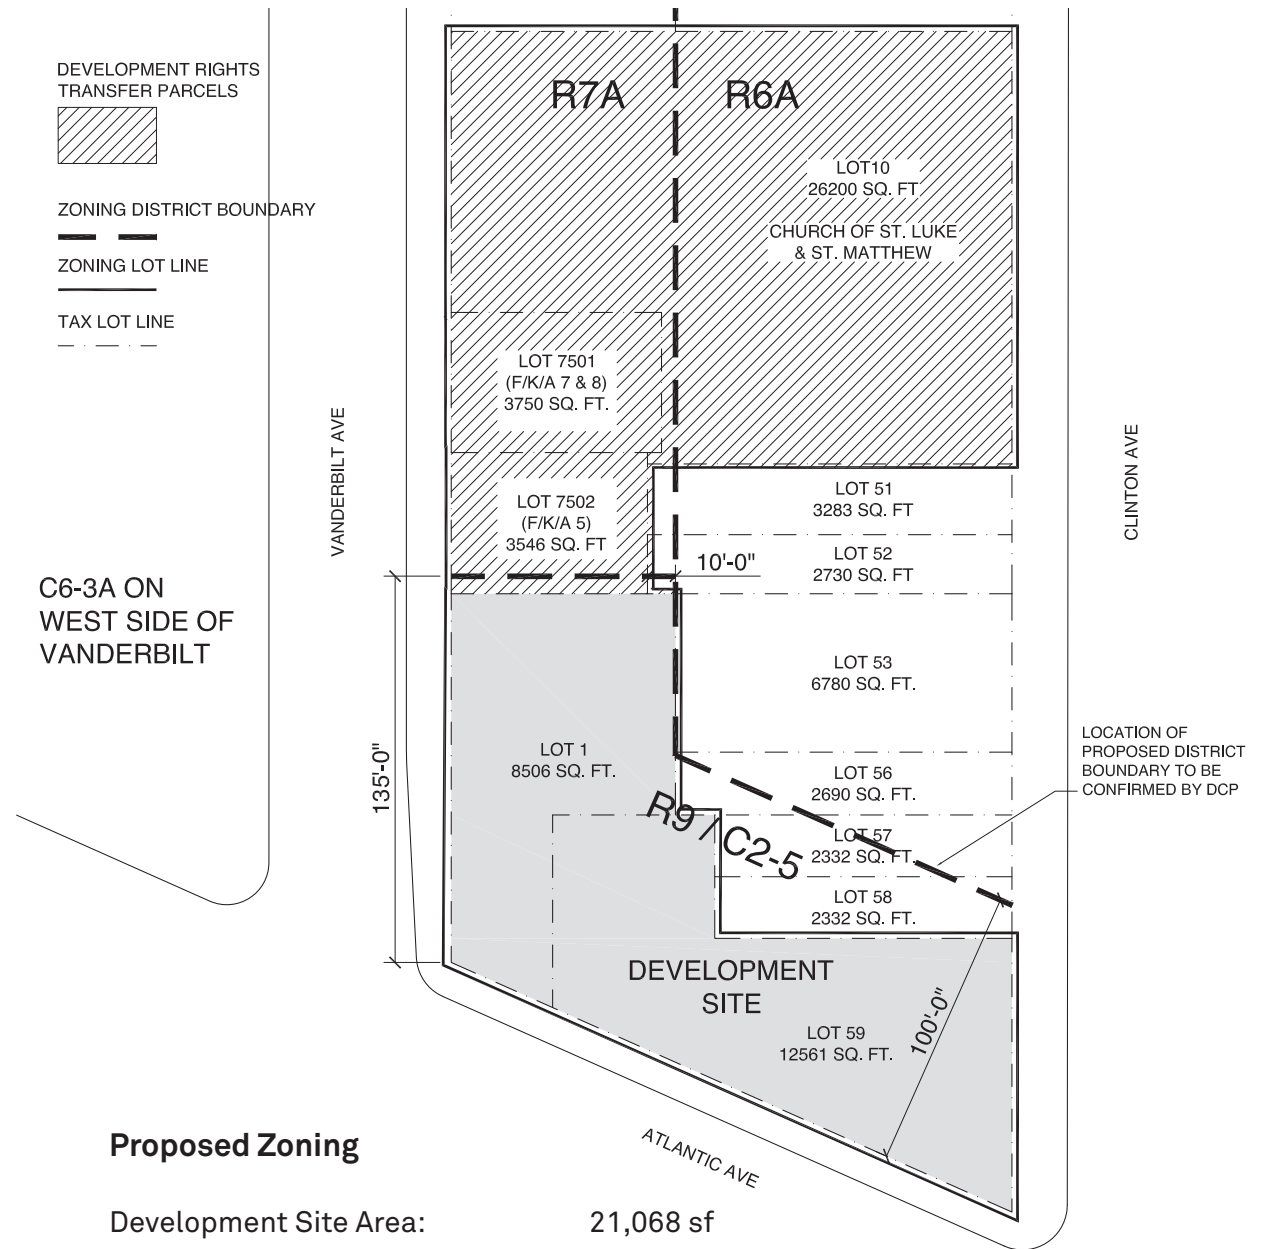 DEVELOPMENT RIGHTS
TRANSFER PARCELS
ZONING DISTRICT BOUNDARY
ZONING LOT LINE
TAX LOT LINE
R7A
R6A
LOT10
26200 SQ. FT
CHURCH OF ST. LUKE
& ST. MATTHEW
LOT 7501
(F/K/A 7 & 8)
3750 SQ. FT.
VANDERBILT AVE
CLINTON AVE
LOT 7502
(F/K/A 5)
3546 SQ. FT
LOT 51
3283 SQ. FT
LOT 52
2730 SQ. FT
10'-0"
C6-3A ON
WEST SIDE OF
VANDERBILT
LOT 53
6780 SQ. FT.
135'-0"
LOT 1
8506 SQ. FT.
LOCATION OF
PROPOSED DISTRICT
BOUNDARY TO BE
CONFIRMED BY DCP
LOT 56
2690 SQ. FT.
R9 / C2-5
LOT 57
2332 SQ. FT.
LOT 58
2332 SQ. FT.
DEVELOPMENT
SITE
LOT 59
12561 SQ. FT.
100'-0"
ATLANTIC AVE
Proposed Zoning
Development Site Area: 21,068 sf